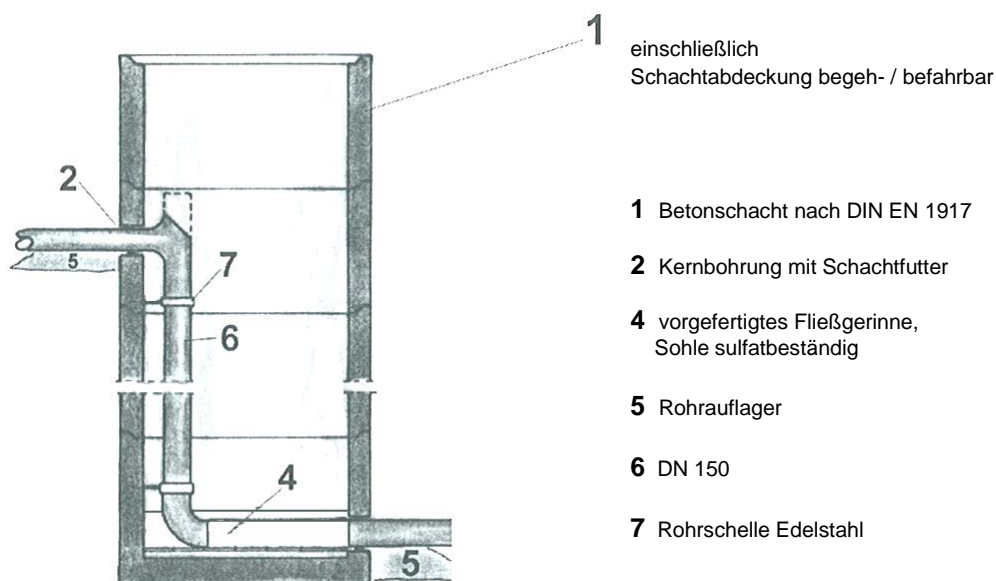 1
einschließlich
Schachtabdeckung begeh- / befahrbar
2
5
7
6
4
5
1 Betonschacht nach DIN EN 1917
2 Kernbohrung mit Schachtfutter
4 vorgefertigtes Fließgerinne,
Sohle sulfatbeständig
5 Rohrauflager
6 DN 150
7 Rohrschelle Edelstahl